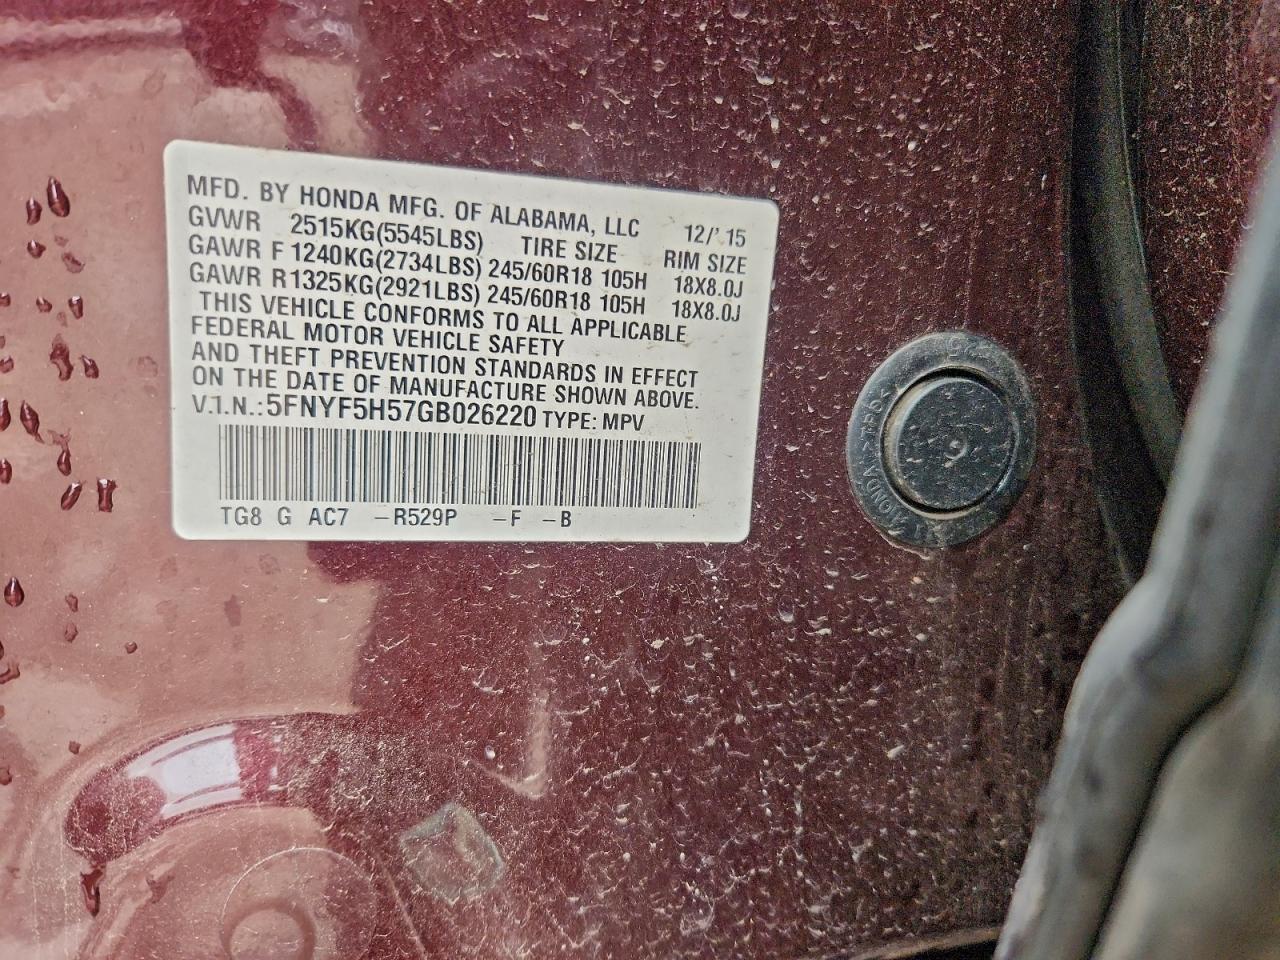 MFD. BY HONDA MFG. OF ALABAMA, LLC 12/'15
GVWR 2515KG(5545LBS) TIRE SIZE RIM SIZE
GAWR F 1240KG(2734LBS) 245/60R18 105H 18X8.0J
GAWR R1325KG(2921LBS) 245/60R18 105H 18X8.0J
THIS VEHICLE CONFORMS TO ALL APPLICABLE
FEDERAL MOTOR VEHICLE SAFETY
AND THEFT PREVENTION STANDARDS IN EFFECT
ON THE DATE OF MANUFACTURE SHOWN ABOVE.
V.I.N.:5FNYF5H57GB026220 TYPE: MPV
TG8 G AC7 -R529P -F -B
HONDA